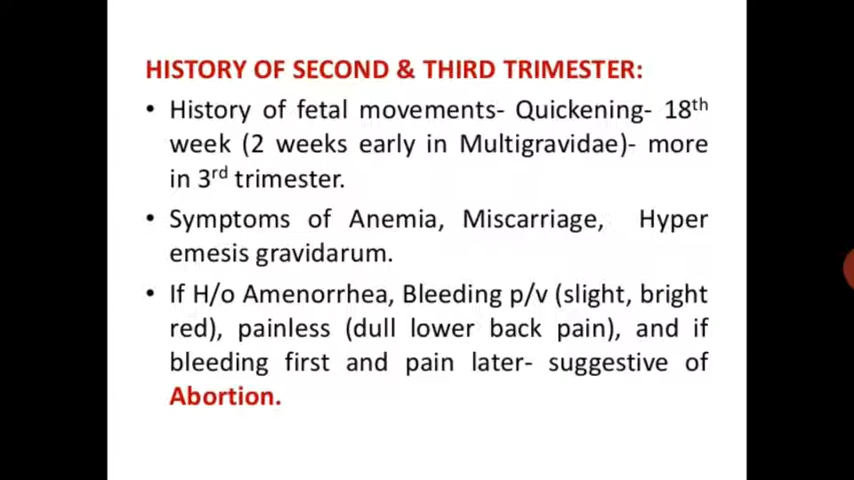 HISTORY OF SECOND & THIRD TRIMESTER:
• History of fetal movements- Quickening- 18th
week (2 weeks early in Multigravidae)- more
in 3rd trimester.
• Symptoms of Anemia, Miscarriage, Hyper
emesis gravidarum.
• If H/o Amenorrhea, Bleeding p/v (slight, bright
red), painless (dull lower back pain), and if
bleeding first and pain later- suggestive of
Abortion.